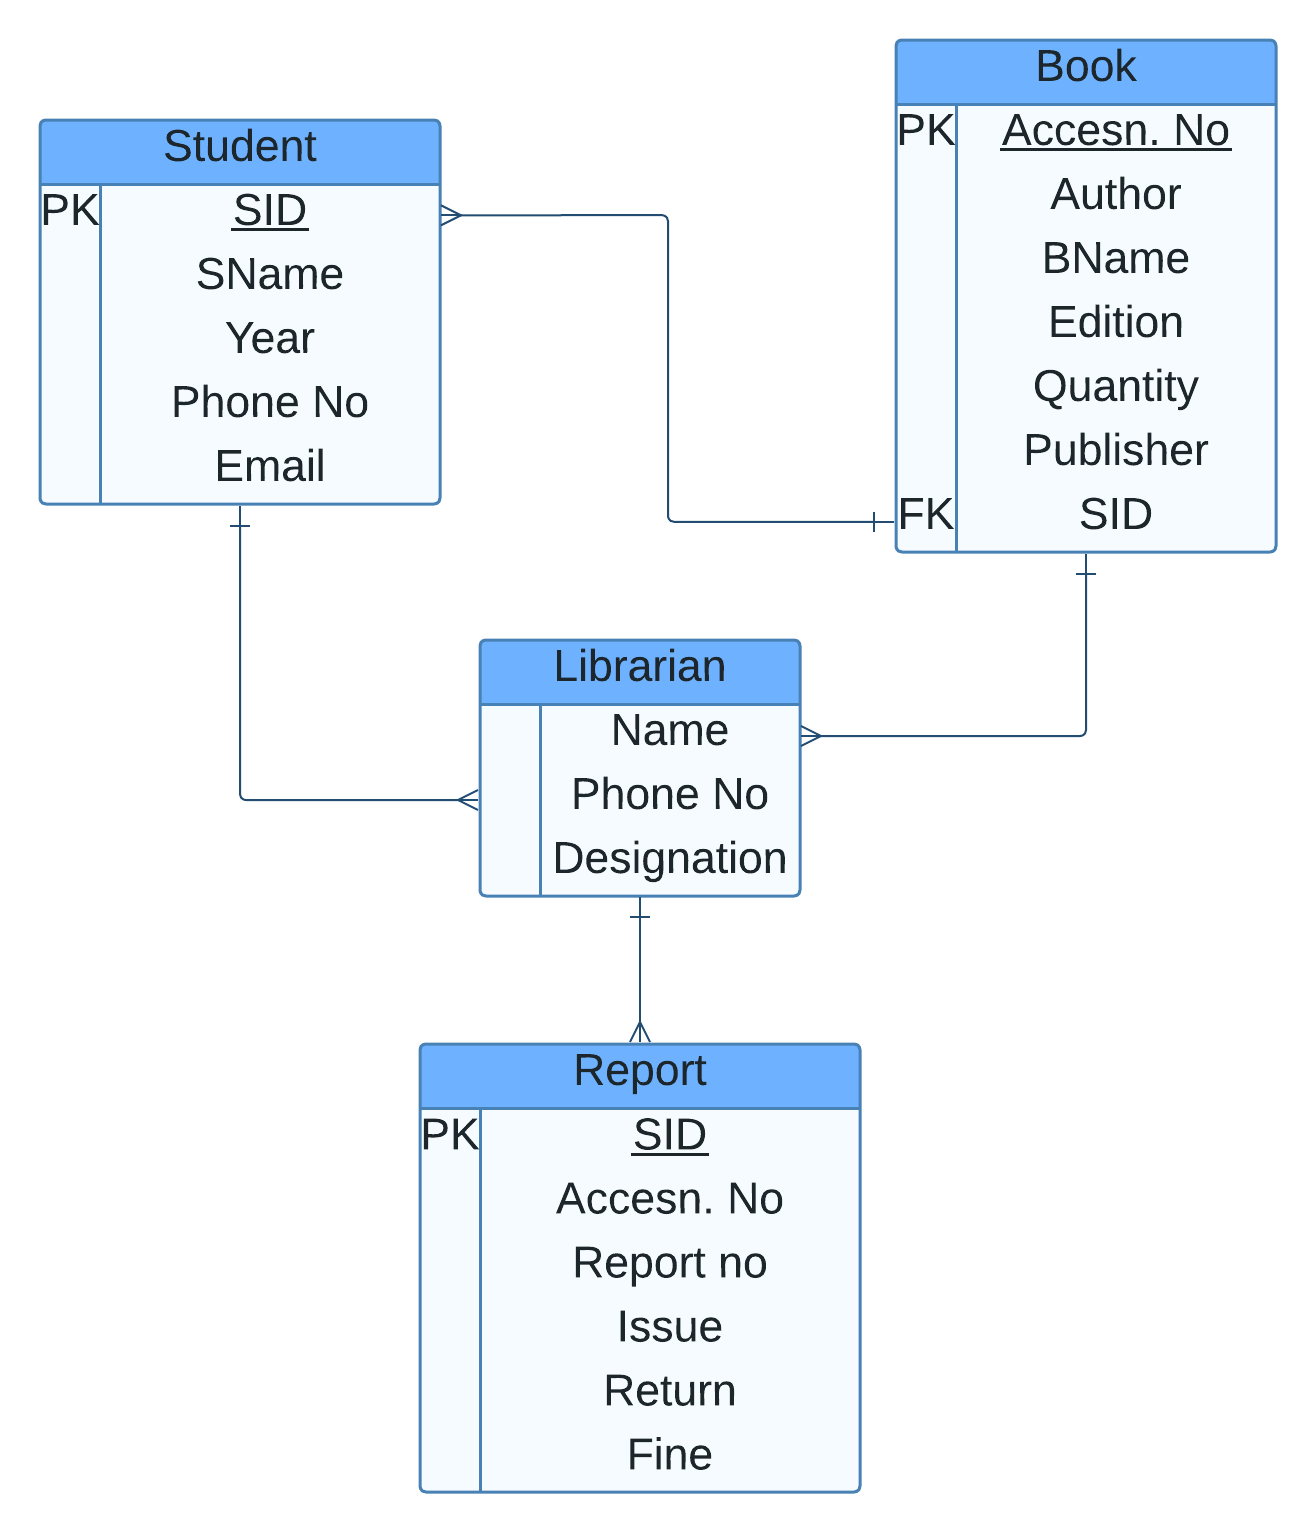 Student
PK SID
SName
Year
Phone No
Email
Book
PK Accesn. No
Author
BName
Edition
Quantity
Publisher
FK SID
Librarian
Name
Phone No
Designation
Report
PK SID
Accesn. No
Report no
Issue
Return
Fine